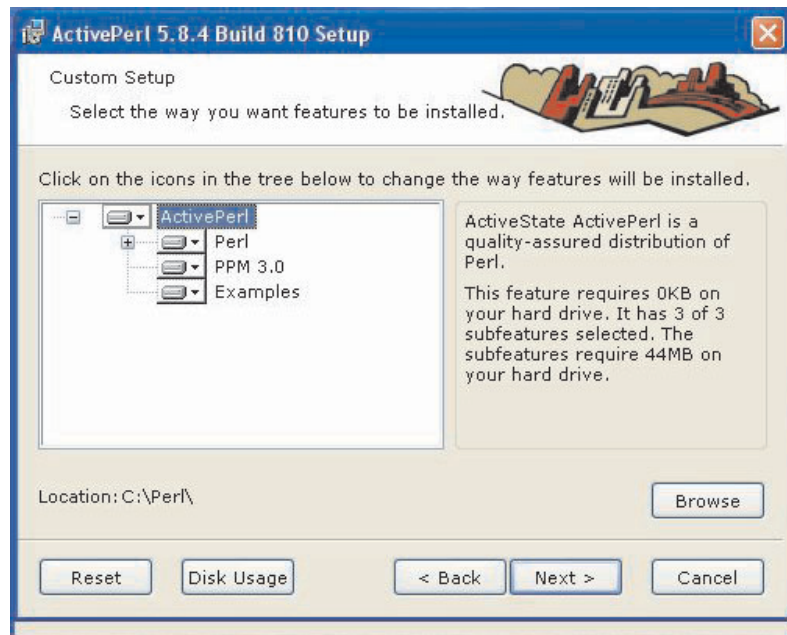 ActivePerl 5.8.4 Build 810 Setup
Custom Setup
Select the way you want features to be installed.
Click on the icons in the tree below to change the way features will be installed.
ActivePerl
Perl
PPM 3.0
Examples
ActiveState ActivePerl is a
quality-assured distribution of
Perl.
This feature requires 0KB on
your hard drive. It has 3 of 3
subfeatures selected. The
subfeatures require 44MB on
your hard drive.
Location: C:\Perl\
Browse
Reset
Disk Usage
< Back
Next >
Cancel